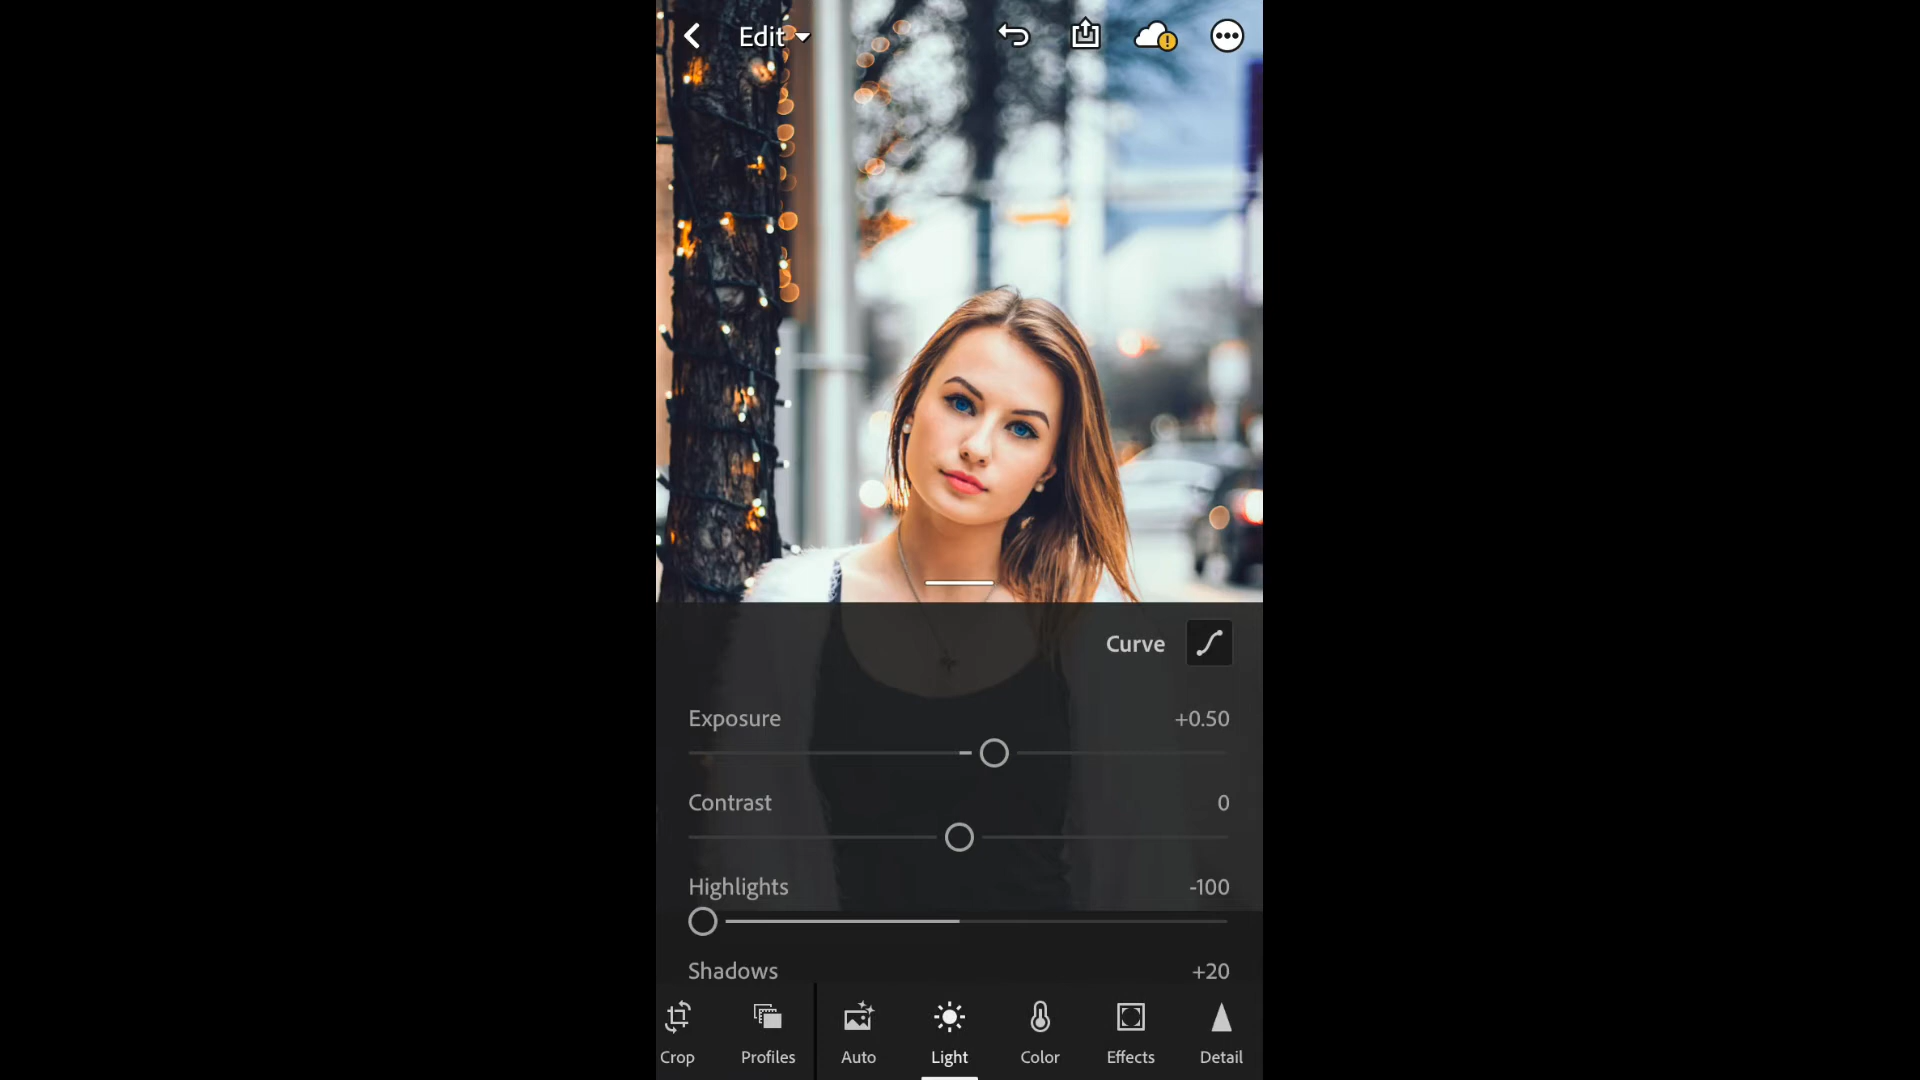 Edit
Curve
Exposure +0.50
Contrast 0
Highlights -100
Shadows +20
Crop Profiles Auto Light Color Effects Detail